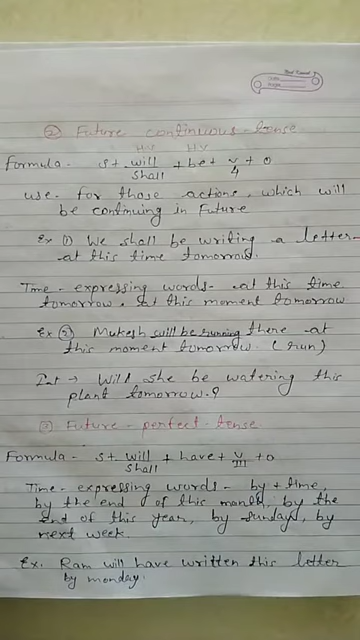 ② Future continuous tense
H.V H.V
Formula - S + will/shall + be + V/4 + O
use - for those actions, which will
be continuing in Future
Ex ① We shall be writing a letter
at this time tomorrow.
Time - expressing words - at this time
tomorrow, at this moment tomorrow
Ex ② Mukesh will be running there at
this moment tomorrow. (run)
Int → Will she be watering this
plant tomorrow?
③ Future - perfect tense
Formula - S + will/shall + have + V/III + O
Time - expressing words - by + time,
by the end of this month, by the
end of this year, by sunday, by
next week.
Ex. Ram will have written this letter
by monday.